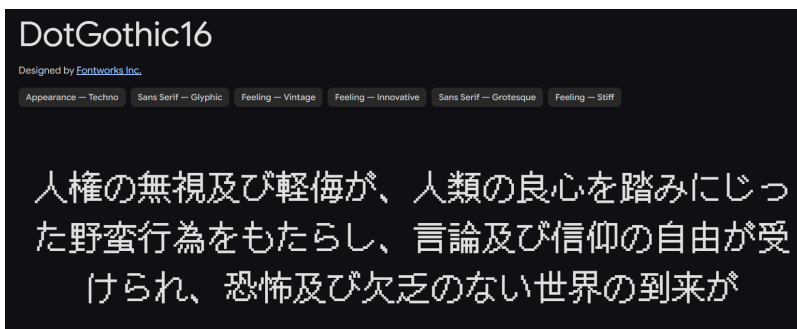 DotGothic16
Designed by Fontworks Inc.
Appearance — Techno
Sans Serif — Glyphic
Feeling — Vintage
Feeling — Innovative
Sans Serif — Grotesque
Feeling — Stiff
人権の無視及び軽侮が、人類の良心を踏みにじっ
た野蛮行為をもたらし、言論及び信仰の自由が受
けられ、恐怖及び欠乏のない世界の到来が